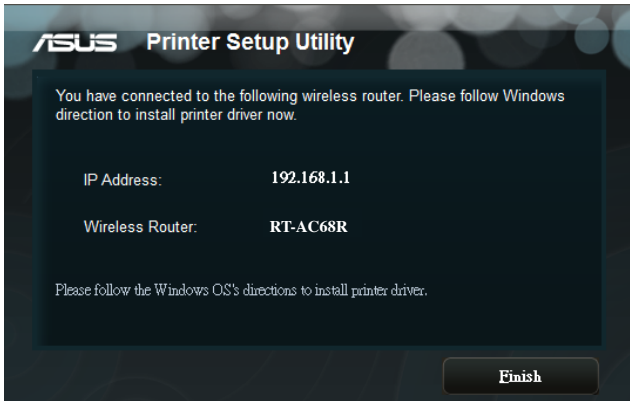 ASUS Printer Setup Utility
You have connected to the following wireless router. Please follow Windows
direction to install printer driver now.
IP Address: 192.168.1.1
Wireless Router: RT-AC68R
Please follow the Windows OS's directions to install printer driver.
Finish